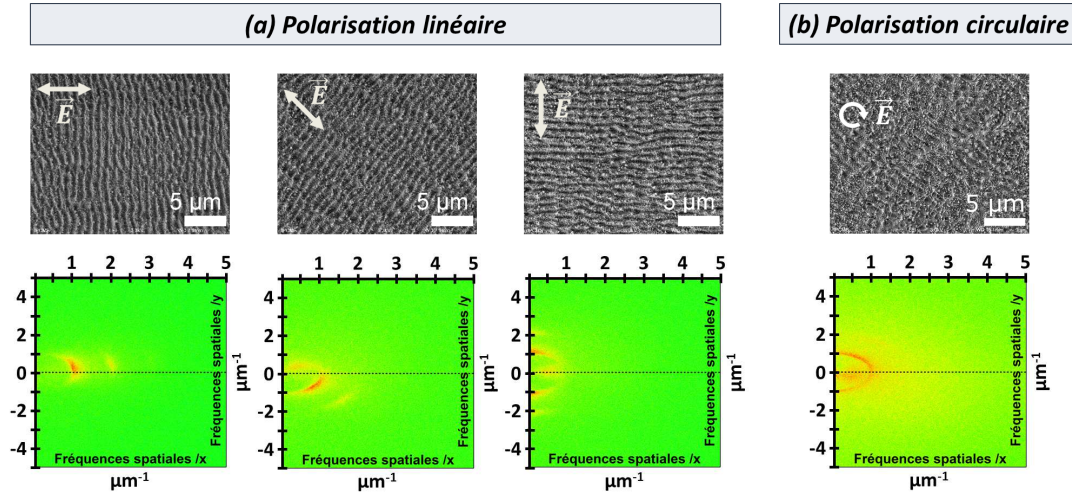 (a) Polarisation linéaire
(b) Polarisation circulaire
E
5 µm
E
5 µm
E
5 µm
E
5 µm
1 2 3 4 5
4
2
0
-2
-4
Fréquences spatiales /y
µm-1
Fréquences spatiales /x
µm-1
1 2 3 4 5
4
2
0
-2
-4
Fréquences spatiales /y
µm-1
Fréquences spatiales /x
µm-1
1 2 3 4 5
4
2
0
-2
-4
Fréquences spatiales /y
µm-1
Fréquences spatiales /x
µm-1
1 2 3 4 5
4
2
0
-2
-4
Fréquences spatiales /y
µm-1
Fréquences spatiales /x
µm-1